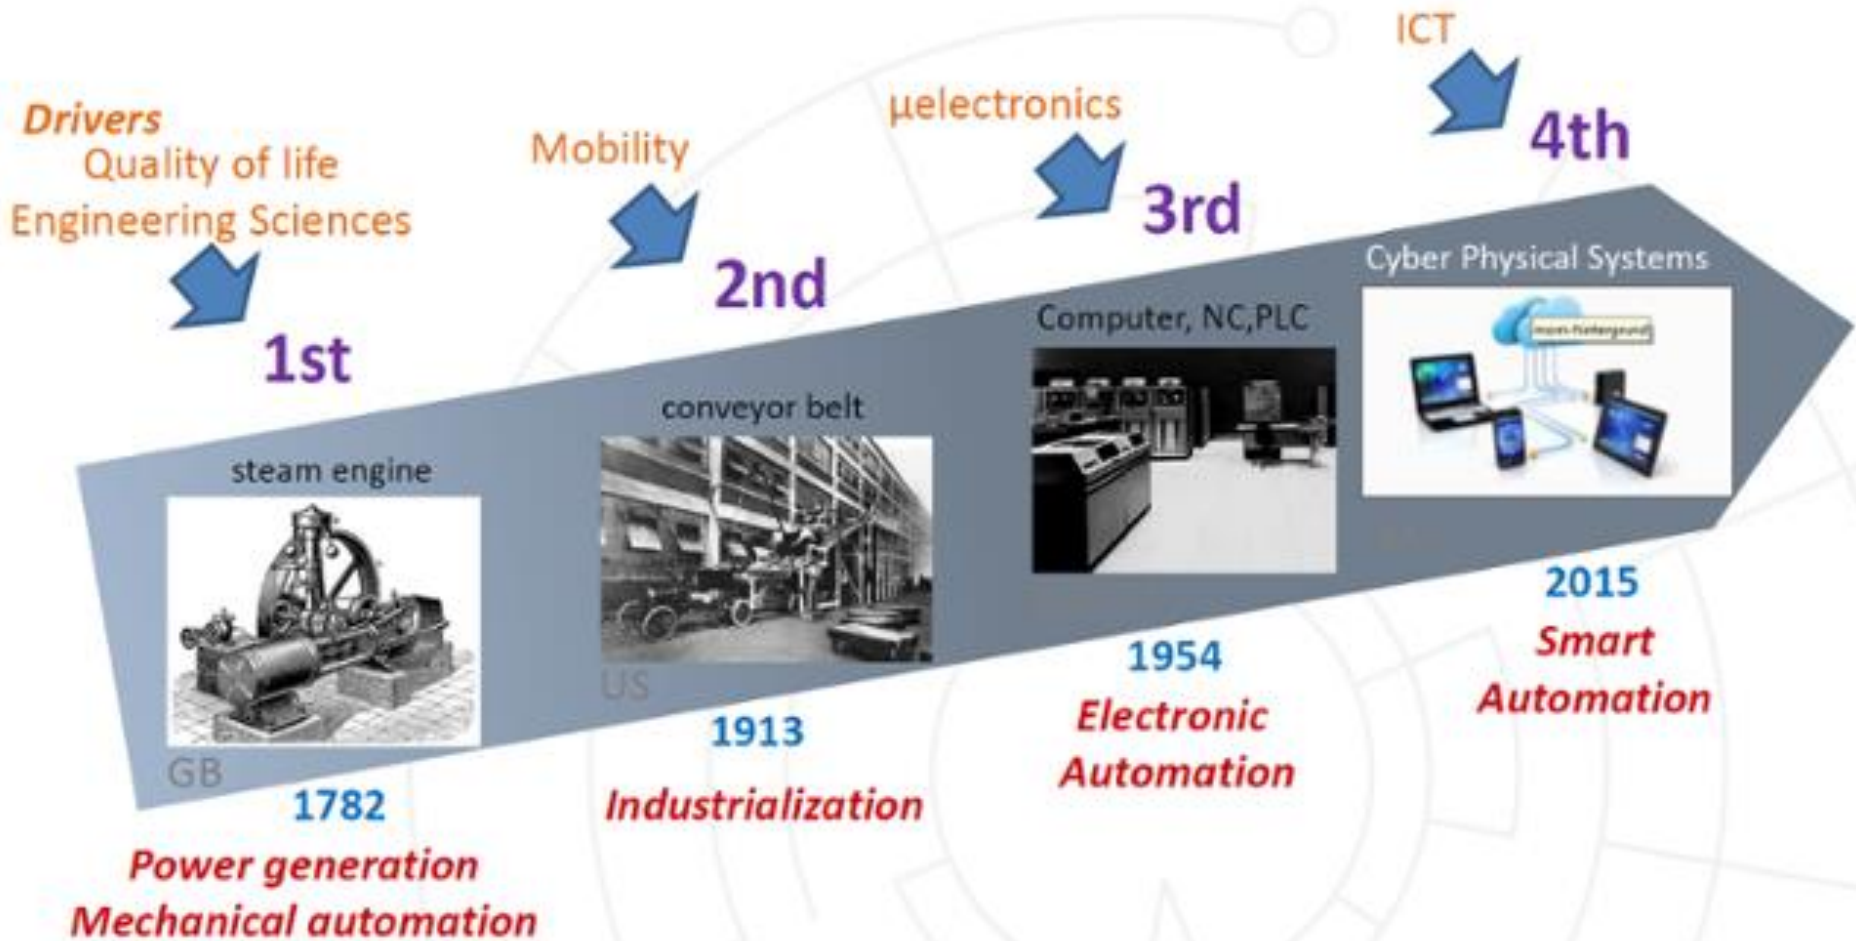 Drivers
Quality of life
Engineering Sciences
1st
steam engine
GB
1782
Power generation
Mechanical automation
Mobility
2nd
conveyor belt
US
1913
Industrialization
μelectronics
3rd
Computer, NC,PLC
1954
Electronic
Automation
ICT
4th
Cyber Physical Systems
2015
Smart
Automation